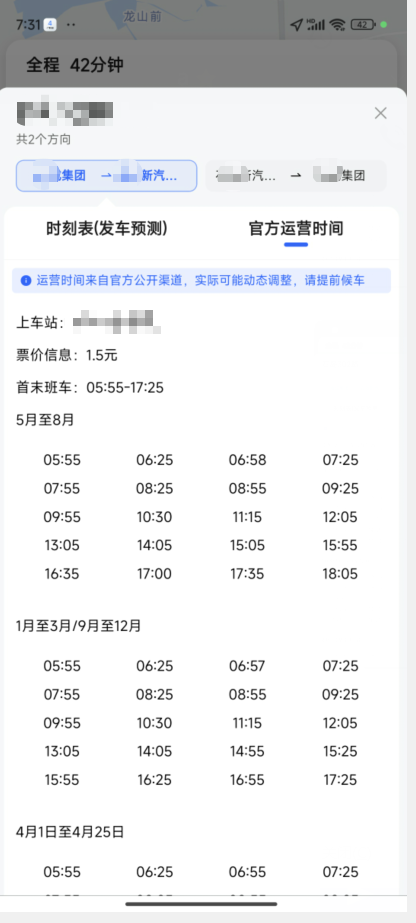 龙山前
7:31 42
全程 42分钟
共2个方向
集团 → 新汽... 新汽... → 集团
时刻表(发车预测) 官方运营时间
运营时间来自官方公开渠道，实际可能动态调整，请提前候车
上车站：
票价信息：1.5元
首末班车：05:55-17:25
5月至8月
05:55 06:25 06:58 07:25
07:55 08:25 08:55 09:25
09:55 10:30 11:15 12:05
13:05 14:05 15:05 15:55
16:35 17:00 17:35 18:05
1月至3月/9月至12月
05:55 06:25 06:57 07:25
07:55 08:25 08:55 09:25
09:55 10:30 11:15 12:05
13:05 14:05 14:55 15:25
15:55 16:25 16:55 17:25
4月1日至4月25日
05:55 06:25 06:55 07:25